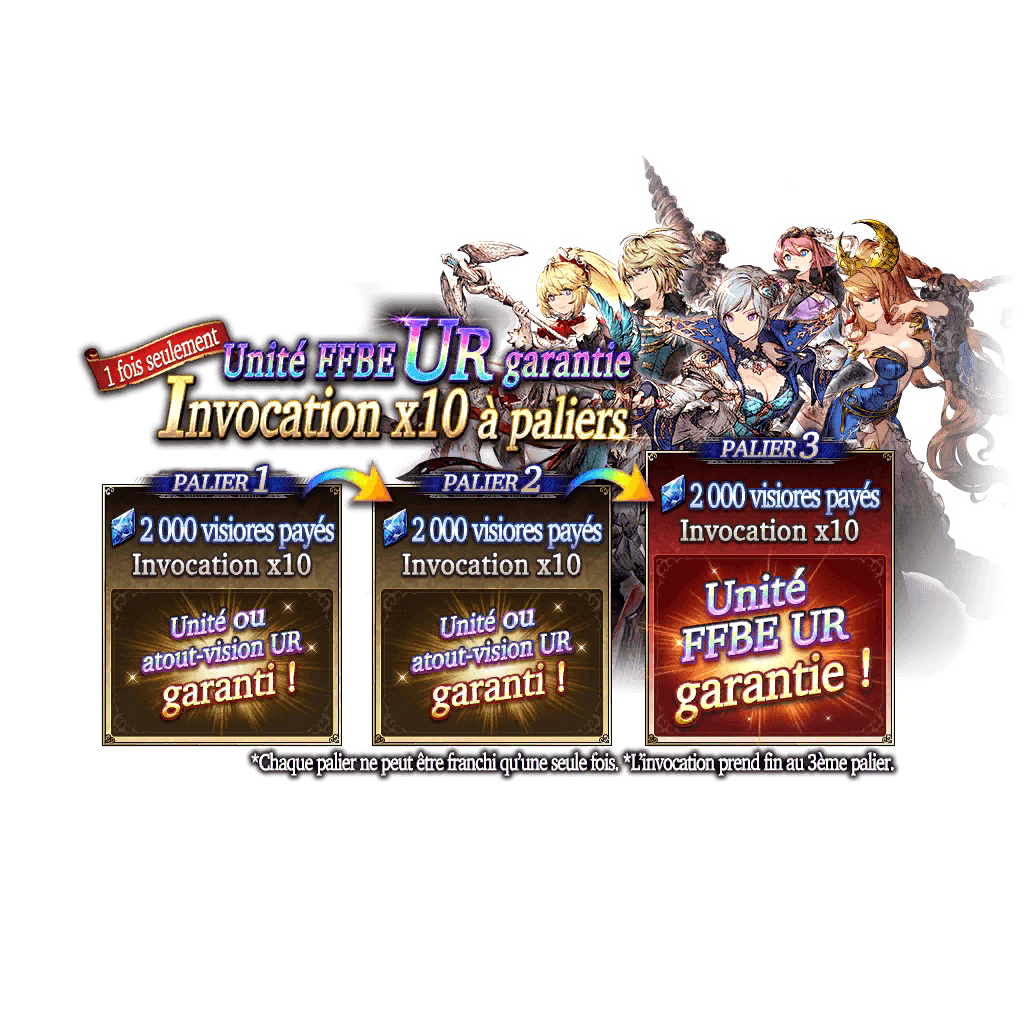 1 fois seulement
Unité FFBE UR garantie
Invocation x10 à paliers
PALIER 1
2 000 visiores payés
Invocation x10
Unité ou
atout-vision UR
garanti !
PALIER 2
2 000 visiores payés
Invocation x10
Unité ou
atout-vision UR
garanti !
PALIER 3
2 000 visiores payés
Invocation x10
Unité
FFBE UR
garantie !
*Chaque palier ne peut être franchi qu'une seule fois. *L'invocation prend fin au 3ème palier.